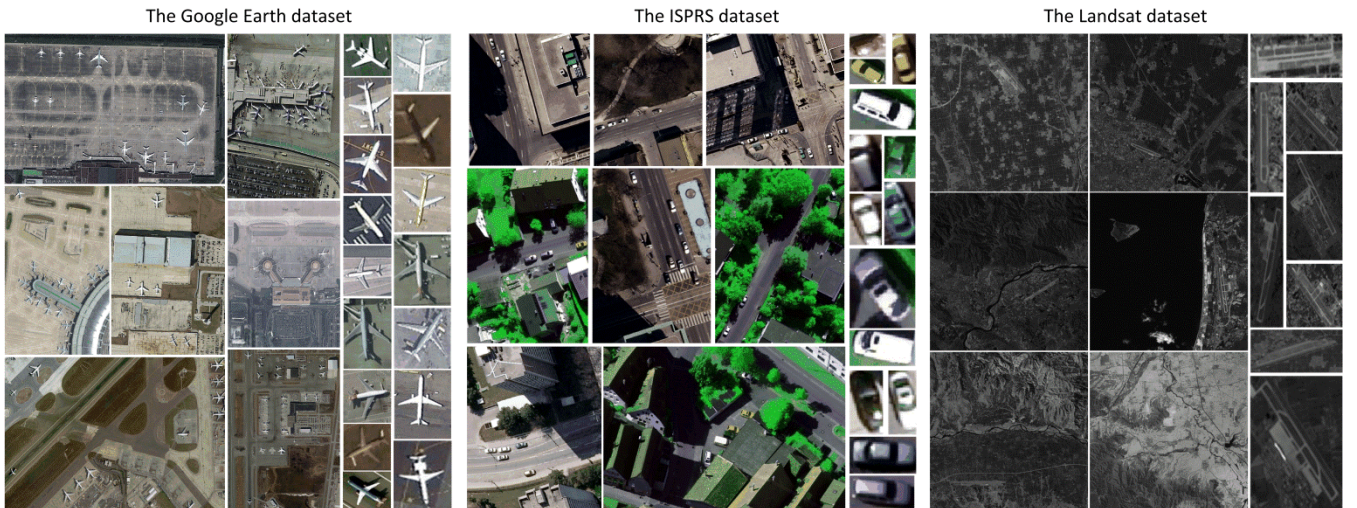 The Google Earth dataset
The ISPRS dataset
The Landsat dataset